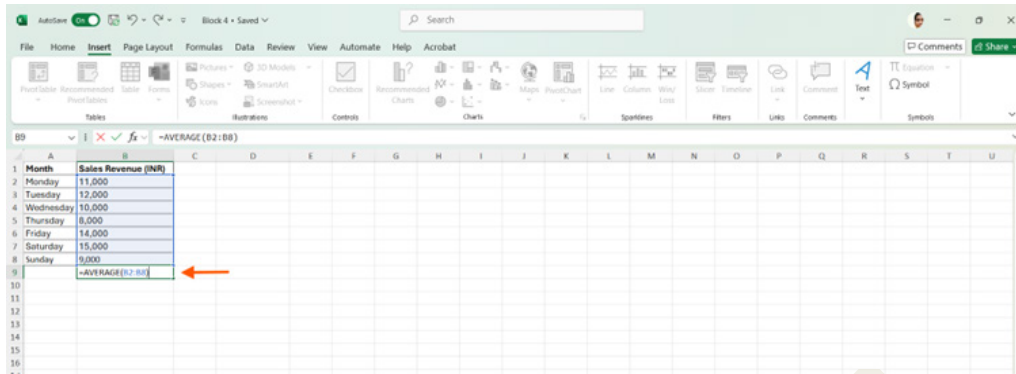 AutoSave On Block 4 • Saved Search
File Home Insert Page Layout Formulas Data Review View Automate Help Acrobat Comments Share
PivotTable Recommended PivotTables Table Forms Pictures Shapes Icons 3D Models SmartArt Screenshot Checkbox Recommended Charts Maps PivotChart Line Column Win/Loss Slicer Timeline Link Comment Text Equation Symbol
Tables Illustrations Controls Charts Sparklines Filters Links Comments Symbols
B9 fx =AVERAGE(B2:B8)
A B C D E F G H I J K L M N O P Q R S T U
1 Month Sales Revenue (INR)
2 Monday 11,000
3 Tuesday 12,000
4 Wednesday 10,000
5 Thursday 8,000
6 Friday 14,000
7 Saturday 15,000
8 Sunday 9,000
9 =AVERAGE(B2:B8)
10
11
12
13
14
15
16